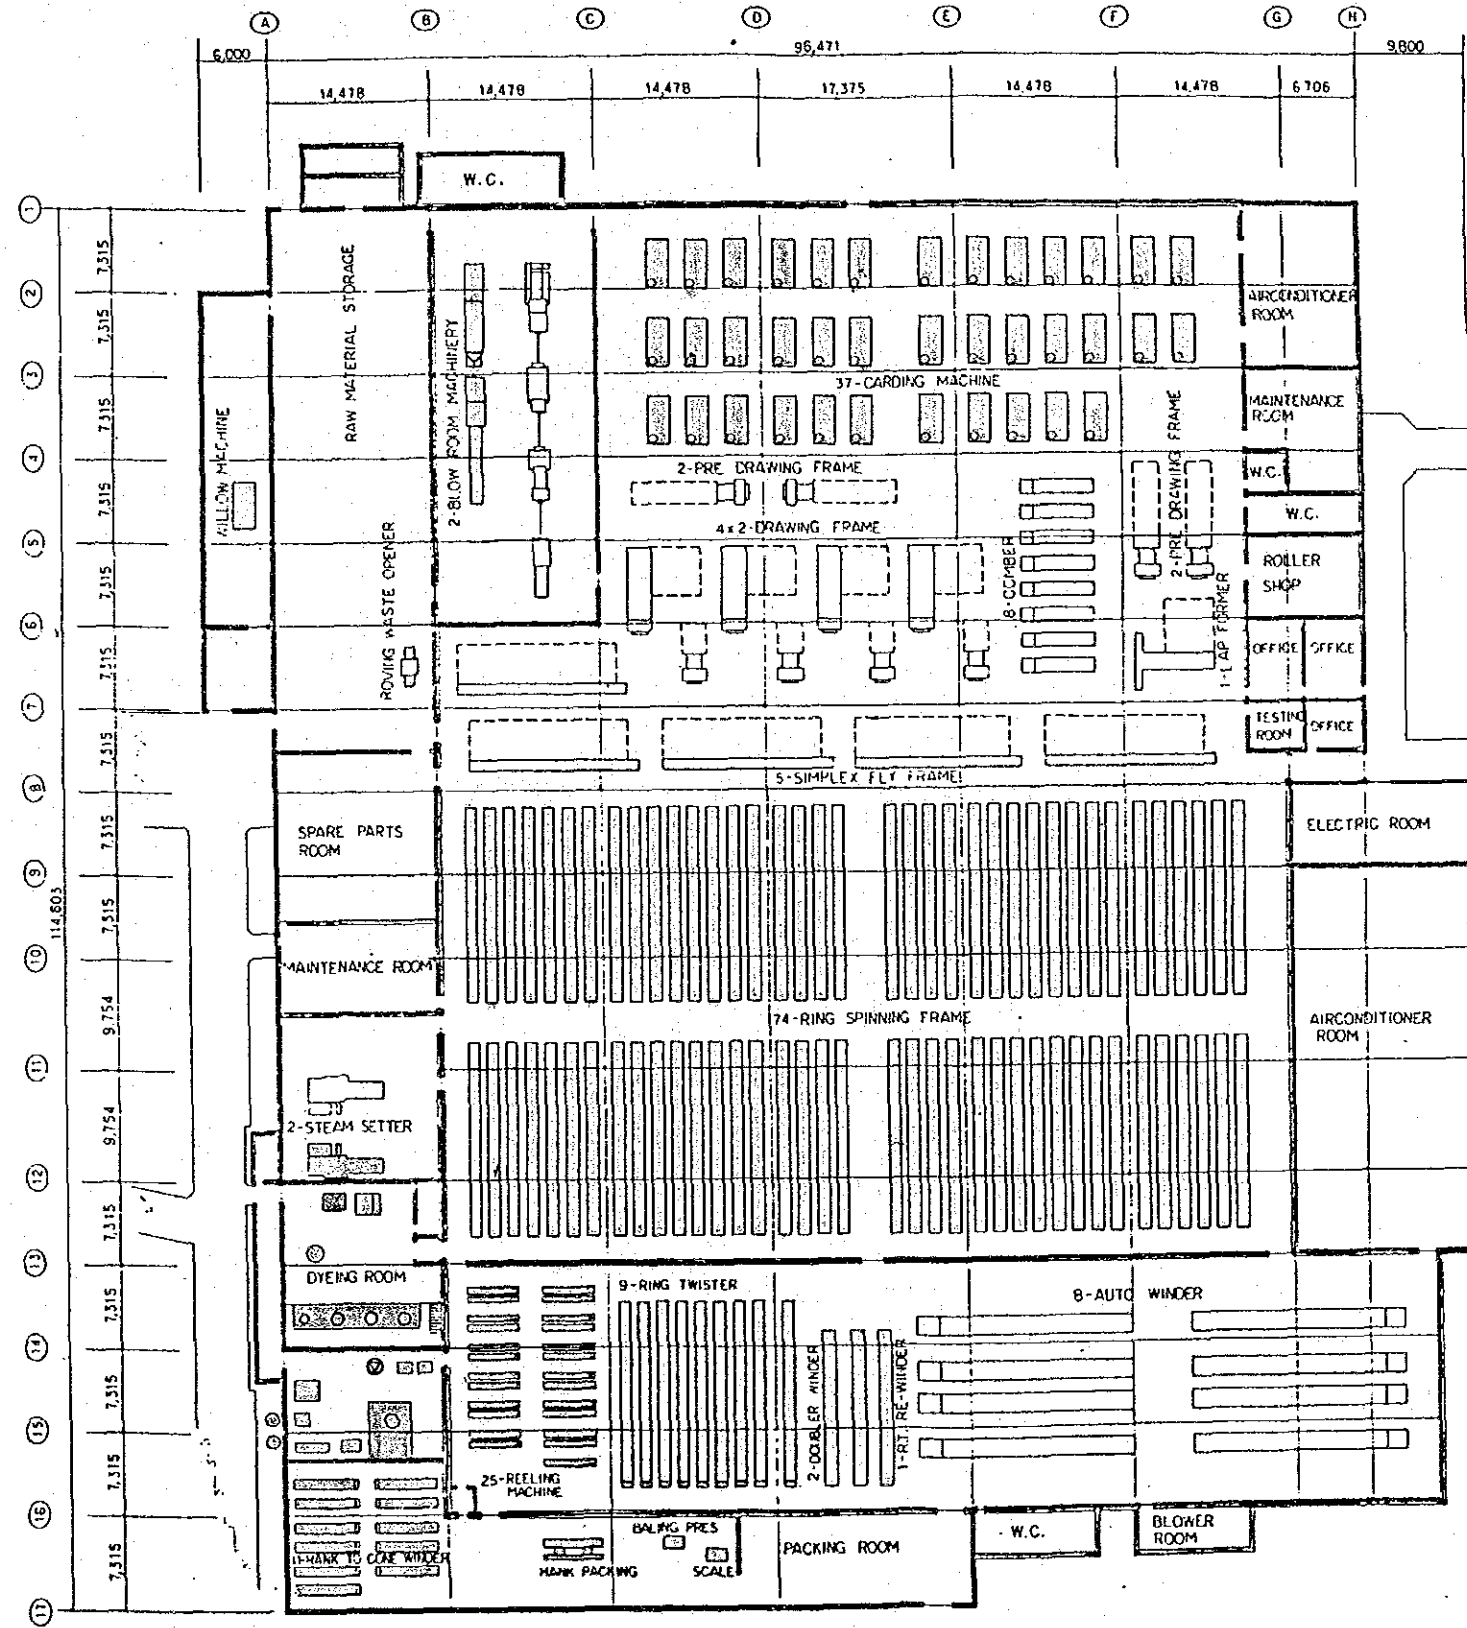 A B C D E F G H
6,000 96,471 9,800
14,478 14,478 14,478 17,375 14,478 14,478 6 706
W.C.
1
7,315
2
7,315
3
7,315
4
7,315
5
7,315
6
7,315
7
7,315
8
7,315
9
7,315
10
9,754
11
9,754
12
7,315
13
7,315
14
7,315
15
7,315
16
7,315
17
114,803
WILLOW MACHINE
RAW MATERIAL STORAGE
2-BLOW ROOM MACHINERY
ROVING WASTE OPENER
37-CARDING MACHINE
2-PRE DRAWING FRAME
4x2-DRAWING FRAME
8-COMBER
2-PRE DRAWING FRAME
1-LAP FORMER
AIRCONDITIONER
ROOM
MAINTENANCE
ROOM
W.C.
W.C.
ROLLER
SHOP
OFFICE OFFICE
TESTING
ROOM
OFFICE
5-SIMPLEX FLY FRAME
SPARE PARTS
ROOM
ELECTRIC ROOM
MAINTENANCE ROOM
74-RING SPINNING FRAME
AIRCONDITIONER
ROOM
2-STEAM SETTER
DYEING ROOM
9-RING TWISTER
8-AUTO WINDER
2-DOUBLER WINDER
1-R.T. RE-WINDER
25-REELING
MACHINE
HANK TO CONE WINDER
BALING PRES
HANK PACKING
SCALE
PACKING ROOM
W.C.
BLOWER
ROOM